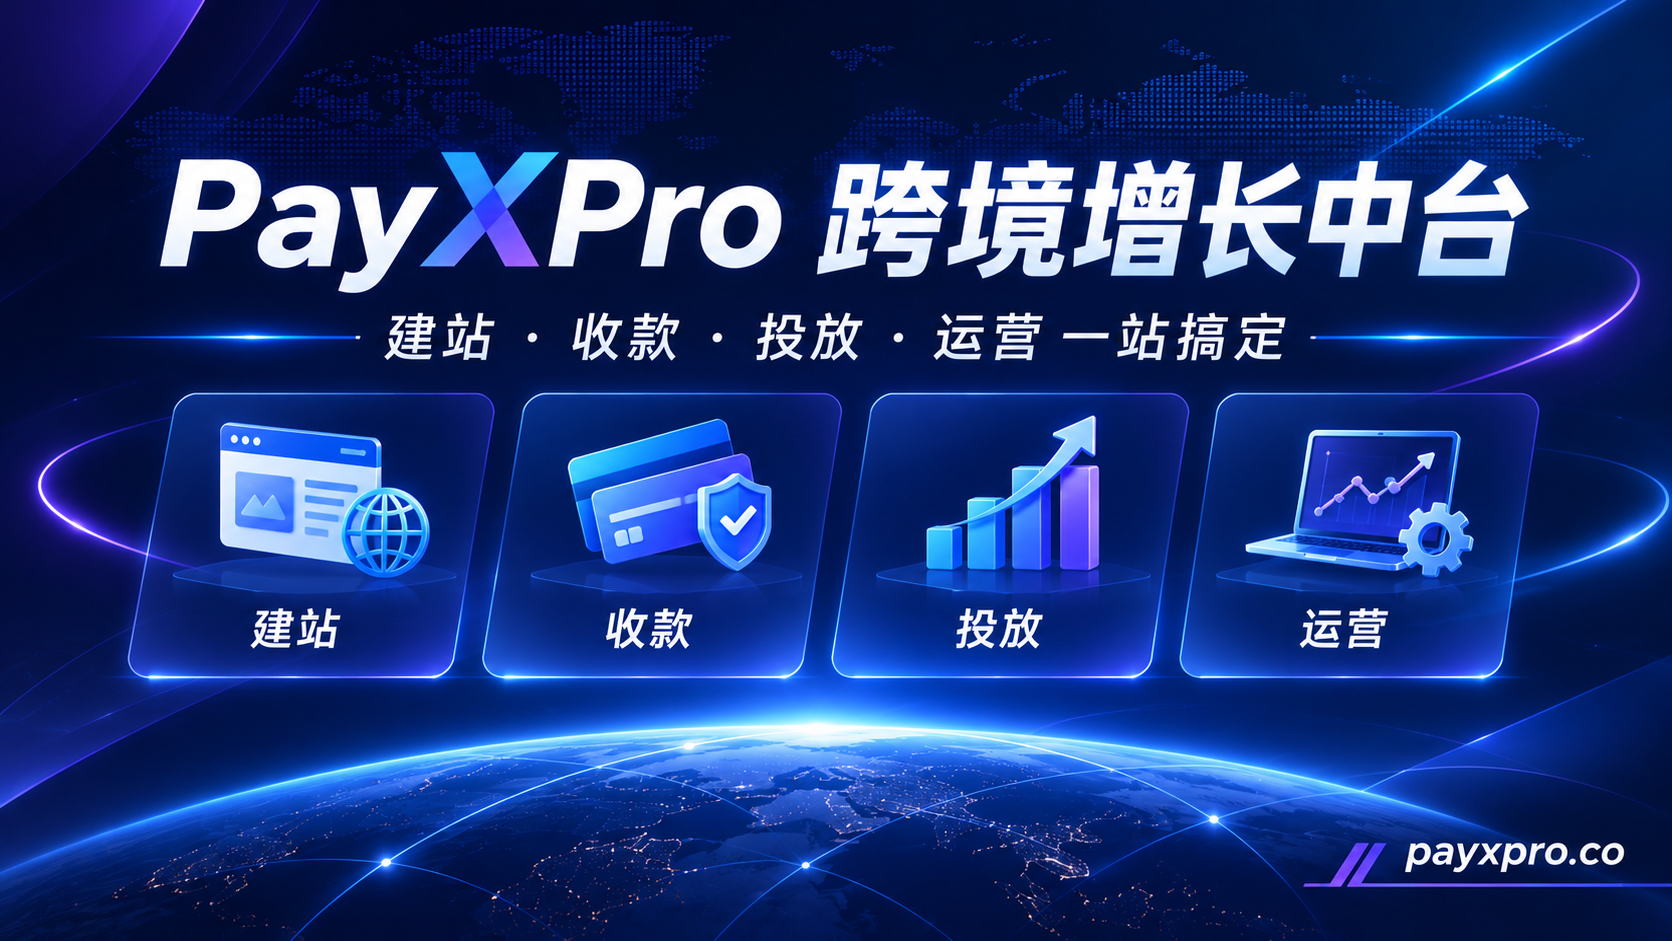 PayXPro 跨境增长中台
建站 · 收款 · 投放 · 运营 一站搞定
建站
收款
投放
运营
payxpro.co